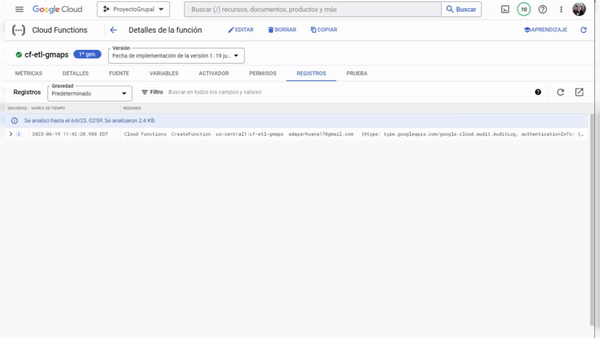 Google Cloud ProyectoGrupal Buscar (/) recursos, documentos, productos y más Buscar 10
Cloud Functions Detalles de la función EDITAR BORRAR COPIAR APRENDIZAJE
cf-etl-gmaps 1ª gen. Versión
Fecha de implementación de la versión 1: 19 ju...
MÉTRICAS DETALLES FUENTE VARIABLES ACTIVADOR PERMISOS REGISTROS PRUEBA
Registros Gravedad
Predeterminado Filtro Buscar en todos los campos y valores
GRAVEDAD MARCA DE TIEMPO RESUMEN
Se analizó hasta el 6/6/23, 02:59. Se analizaron 2.4 KB.
2023-06-19 11:42:20.980 EDT Cloud Functions CreateFunction us-central1:cf-etl-gmaps {@type: type.googleapis.com/google.cloud.audit.AuditLog, authenticationInfo: {…